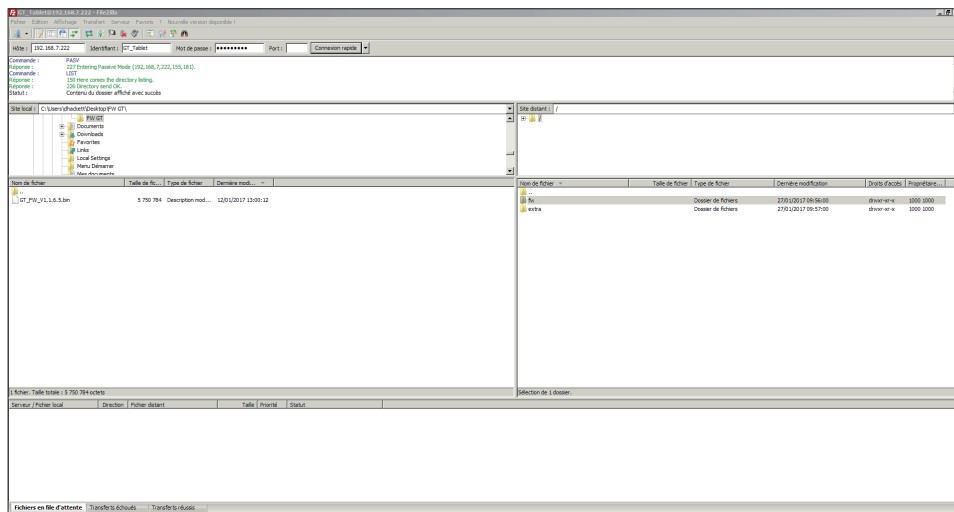 GT_Tablet@192.168.7.222 - FileZilla
Fichier Edition Affichage Transfert Serveur Favoris ? Nouvelle version disponible !
Hôte : 192.168.7.222 Identifiant : GT_Tablet Mot de passe : ●●●●●●●●● Port : Connexion rapide
Commande : PASV
Réponse : 227 Entering Passive Mode (192,168,7,222,155,181).
Commande : LIST
Réponse : 150 Here comes the directory listing.
Réponse : 226 Directory send OK.
Statut : Contenu du dossier affiché avec succès
Site local : C:\Users\dhackett\Desktop\FW GT\
Site distant : /
FW GT
Documents
Downloads
Favorites
Links
Local Settings
Menu Démarrer
Mes documents
/
Nom de fichier Taille de fic... Type de fichier Dernière modi...
..
GT_FW_V1.1.6.5.bin 5 750 784 Description mod... 12/01/2017 13:00:12
1 fichier. Taille totale : 5 750 784 octets
Nom de fichier Taille de fichier Type de fichier Dernière modification Droits d'accès Propriétaire...
..
fw Dossier de fichiers 27/01/2017 09:56:00 drwxr-xr-x 1000 1000
extra Dossier de fichiers 27/01/2017 09:57:00 drwxr-xr-x 1000 1000
Sélection de 1 dossier.
Serveur / Fichier local Direction Fichier distant Taille Priorité Statut
Fichiers en file d'attente Transferts échoués Transferts réussis